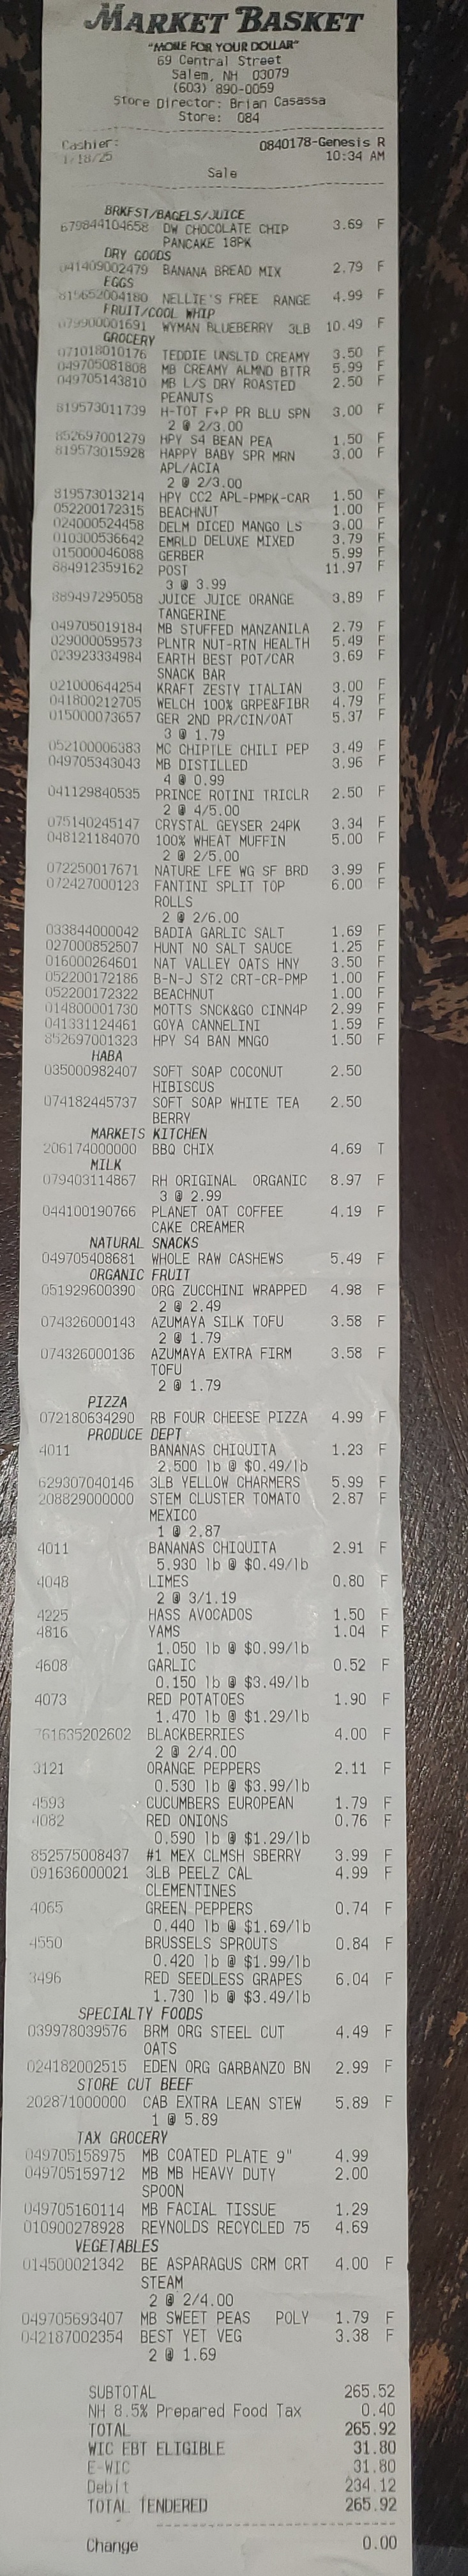 MARKET BASKET
"MORE FOR YOUR DOLLAR"
69 Central Street
Salem, NH 03079
(603) 890-0059
Store Director: Brian Casassa
Store: 084
Cashier: 0840178-Genesis R
1/18/25 10:34 AM
Sale
BRKFST/BAGELS/JUICE
679844104658 DW CHOCOLATE CHIP 3.69 F
PANCAKE 18PK
DRY GOODS
041409002479 BANANA BREAD MIX 2.79 F
EGGS
815652004180 NELLIE'S FREE RANGE 4.99 F
FRUIT/COOL WHIP
079900001691 WYMAN BLUEBERRY 3LB 10.49 F
GROCERY
071018010176 TEDDIE UNSLTD CREAMY 3.50 F
049705081808 MB CREAMY ALMND BTTR 5.99 F
049705143810 MB L/S DRY ROASTED 2.50 F
PEANUTS
819573011739 H-TOT F+P PR BLU SPN 3.00 F
2 @ 2/3.00
852697001279 HPY S4 BEAN PEA 1.50 F
819573015928 HAPPY BABY SPR MRN 3.00 F
APL/ACIA
2 @ 2/3.00
819573013214 HPY CC2 APL-PMPK-CAR 1.50 F
052200172315 BEACHNUT 1.00 F
024000524458 DELM DICED MANGO LS 3.00 F
010300536642 EMRLD DELUXE MIXED 3.79 F
015000046088 GERBER 5.99 F
884912359162 POST 11.97 F
3 @ 3.99
889497295058 JUICE JUICE ORANGE 3.89 F
TANGERINE
049705019184 MB STUFFED MANZANILA 2.79 F
029000059573 PLNTR NUT-RTN HEALTH 5.49 F
023923334984 EARTH BEST POT/CAR 3.69 F
SNACK BAR
021000644254 KRAFT ZESTY ITALIAN 3.00 F
041800212705 WELCH 100% GRPE&FIBR 4.79 F
015000073657 GER 2ND PR/CIN/OAT 5.37 F
3 @ 1.79
052100006383 MC CHIPTLE CHILI PEP 3.49 F
049705343043 MB DISTILLED 3.96 F
4 @ 0.99
041129840535 PRINCE ROTINI TRICLR 2.50 F
2 @ 4/5.00
075140245147 CRYSTAL GEYSER 24PK 3.34 F
048121184070 100% WHEAT MUFFIN 5.00 F
2 @ 2/5.00
072250017671 NATURE LFE WG SF BRD 3.99 F
072427000123 FANTINI SPLIT TOP 6.00 F
ROLLS
2 @ 2/6.00
033844000042 BADIA GARLIC SALT 1.69 F
027000852507 HUNT NO SALT SAUCE 1.25 F
016000264601 NAT VALLEY OATS HNY 3.50 F
052200172186 B-N-J ST2 CRT-CR-PMP 1.00 F
052200172322 BEACHNUT 1.00 F
014800001730 MOTTS SNCK&GO CINN4P 2.99 F
041331124461 GOYA CANNELINI 1.59 F
852697001323 HPY S4 BAN MNGO 1.50 F
HABA
035000982407 SOFT SOAP COCONUT 2.50
HIBISCUS
074182445737 SOFT SOAP WHITE TEA 2.50
BERRY
MARKETS KITCHEN
206174000000 BBQ CHIX 4.69 T
MILK
079403114867 RH ORIGINAL ORGANIC 8.97 F
3 @ 2.99
044100190766 PLANET OAT COFFEE 4.19 F
CAKE CREAMER
NATURAL SNACKS
049705408681 WHOLE RAW CASHEWS 5.49 F
ORGANIC FRUIT
051929600390 ORG ZUCCHINI WRAPPED 4.98 F
2 @ 2.49
074326000143 AZUMAYA SILK TOFU 3.58 F
2 @ 1.79
074326000136 AZUMAYA EXTRA FIRM 3.58 F
TOFU
2 @ 1.79
PIZZA
072180634290 RB FOUR CHEESE PIZZA 4.99 F
PRODUCE DEPT
4011 BANANAS CHIQUITA 1.23 F
2.500 lb @ $0.49/lb
629307040146 3LB YELLOW CHARMERS 5.99 F
208829000000 STEM CLUSTER TOMATO 2.87 F
MEXICO
1 @ 2.87
4011 BANANAS CHIQUITA 2.91 F
5.930 lb @ $0.49/lb
4048 LIMES 0.80 F
2 @ 3/1.19
4225 HASS AVOCADOS 1.50 F
4816 YAMS 1.04 F
1.050 lb @ $0.99/lb
4608 GARLIC 0.52 F
0.150 lb @ $3.49/lb
4073 RED POTATOES 1.90 F
1.470 lb @ $1.29/lb
761635202602 BLACKBERRIES 4.00 F
2 @ 2/4.00
3121 ORANGE PEPPERS 2.11 F
0.530 lb @ $3.99/lb
4593 CUCUMBERS EUROPEAN 1.79 F
4082 RED ONIONS 0.76 F
0.590 lb @ $1.29/lb
852575008437 #1 MEX CLMSH SBERRY 3.99 F
091636000021 3LB PEELZ CAL 4.99 F
CLEMENTINES
4065 GREEN PEPPERS 0.74 F
0.440 lb @ $1.69/lb
4550 BRUSSELS SPROUTS 0.84 F
0.420 lb @ $1.99/lb
3496 RED SEEDLESS GRAPES 6.04 F
1.730 lb @ $3.49/lb
SPECIALTY FOODS
039978039576 BRM ORG STEEL CUT 4.49 F
OATS
024182002515 EDEN ORG GARBANZO BN 2.99 F
STORE CUT BEEF
202871000000 CAB EXTRA LEAN STEW 5.89 F
1 @ 5.89
TAX GROCERY
049705158975 MB COATED PLATE 9" 4.99
049705159712 MB MB HEAVY DUTY 2.00
SPOON
049705160114 MB FACIAL TISSUE 1.29
010900278928 REYNOLDS RECYCLED 75 4.69
VEGETABLES
014500021342 BE ASPARAGUS CRM CRT 4.00 F
STEAM
2 @ 2/4.00
049705693407 MB SWEET PEAS POLY 1.79 F
042187002354 BEST YET VEG 3.38 F
2 @ 1.69
SUBTOTAL 265.52
NH 8.5% Prepared Food Tax 0.40
TOTAL 265.92
WIC EBT ELIGIBLE 31.80
E-WIC 31.80
Debit 234.12
TOTAL TENDERED 265.92
Change 0.00